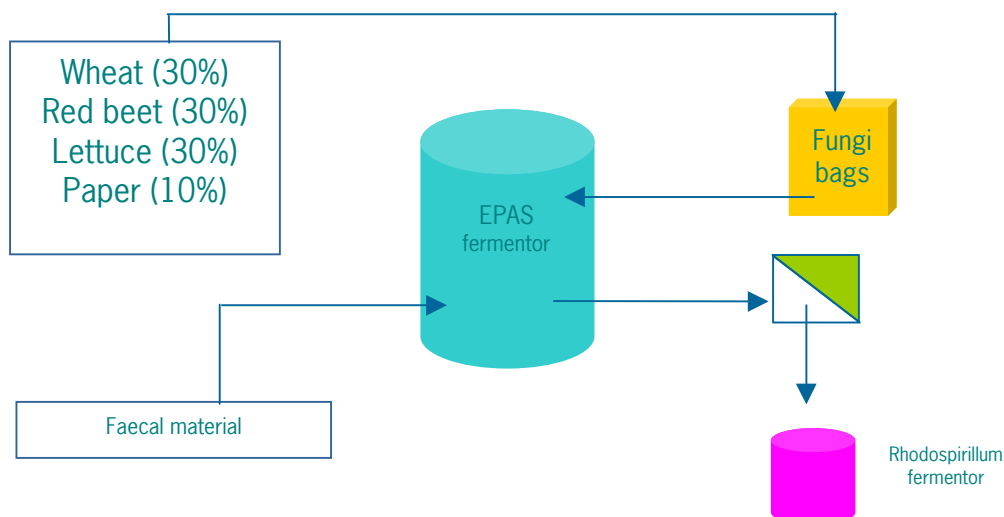 Wheat (30%)
Red beet (30%)
Lettuce (30%)
Paper (10%)
Fungi
bags
EPAS
fermentor
Faecal material
Rhodospirillum
fermentor